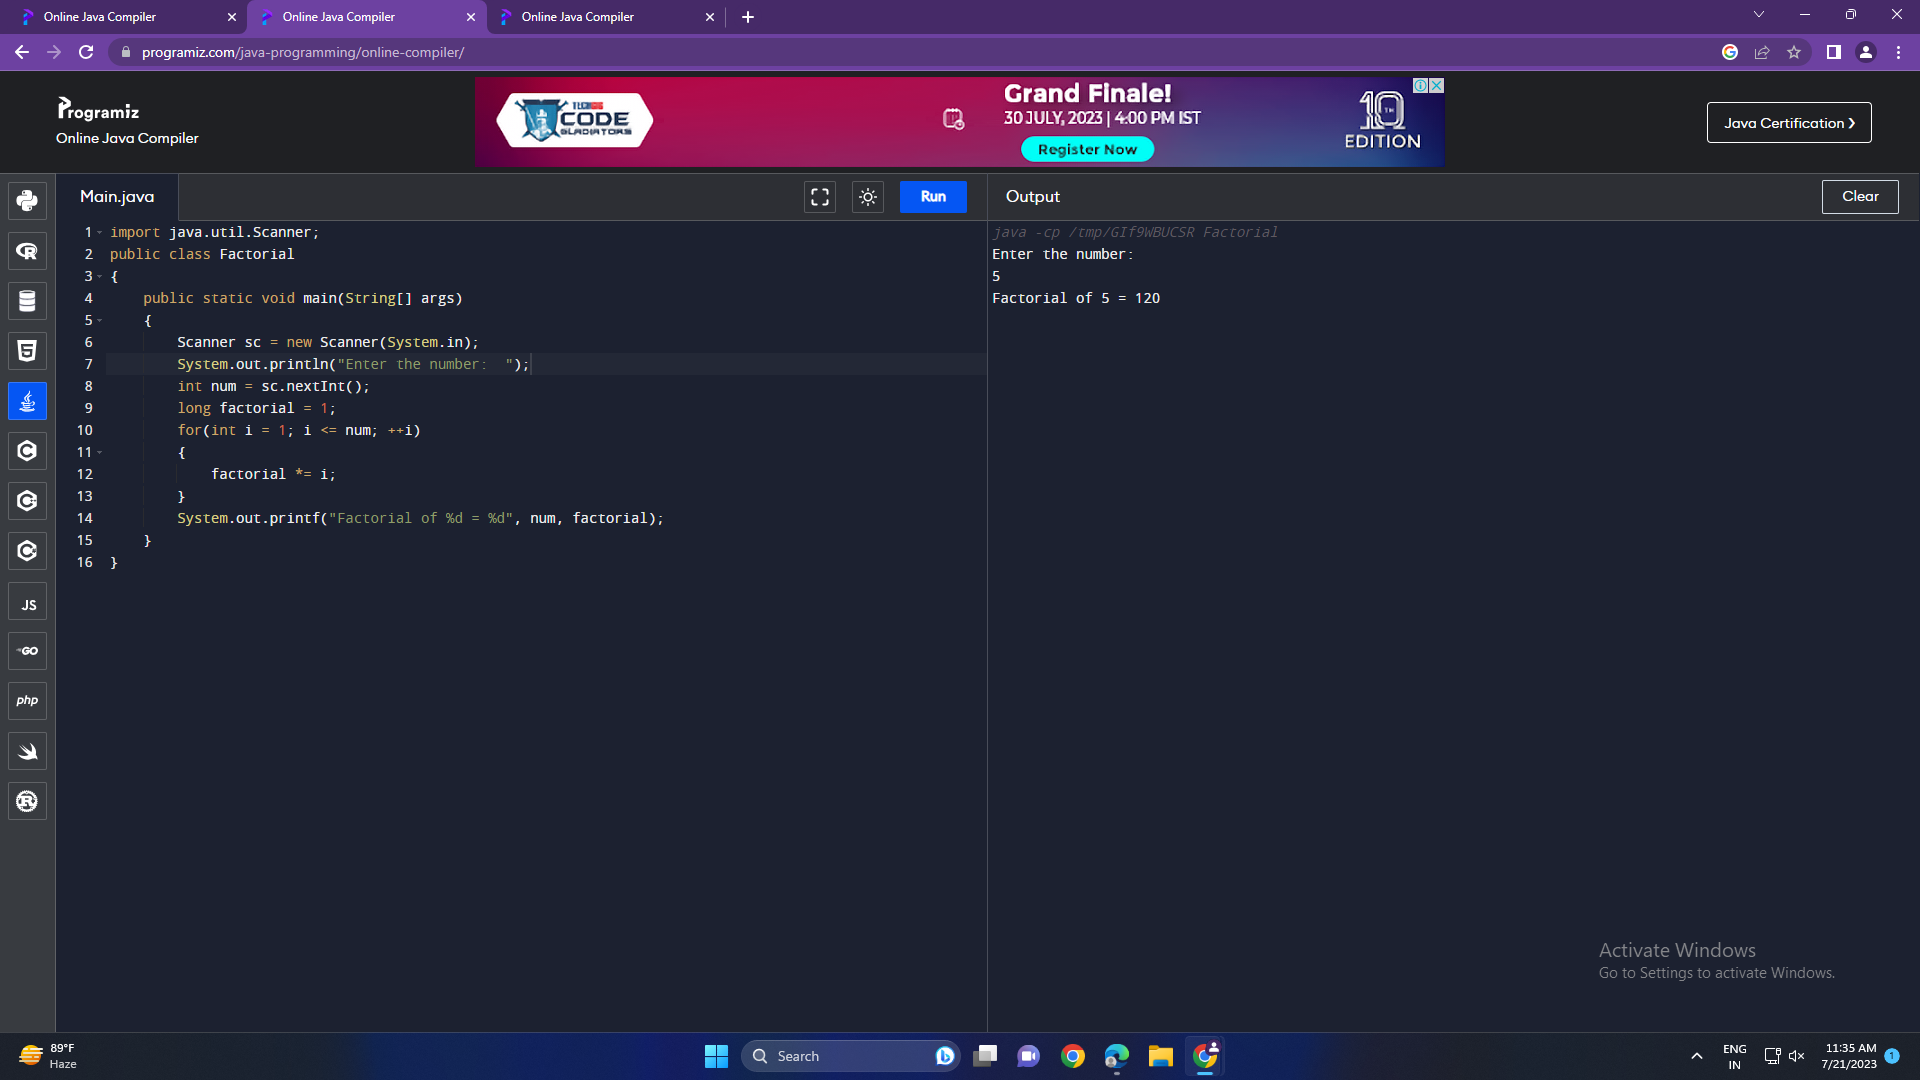 Online Java Compiler
Online Java Compiler
Online Java Compiler
programiz.com/java-programming/online-compiler/
Programiz
Online Java Compiler
TECHGIG
CODE
GLADIATORS
Grand Finale!
30 JULY, 2023 | 4:00 PM IST
Register Now
10TH
EDITION
Java Certification ❯
Main.java
Run
Output
Clear
1 import java.util.Scanner;
2 public class Factorial
3 {
4     public static void main(String[] args)
5     {
6         Scanner sc = new Scanner(System.in);
7         System.out.println("Enter the number:  ");
8         int num = sc.nextInt();
9         long factorial = 1;
10         for(int i = 1; i <= num; ++i)
11         {
12             factorial *= i;
13         }
14         System.out.printf("Factorial of %d = %d", num, factorial);
15     }
16 }
java -cp /tmp/GIf9WBUCSR Factorial
Enter the number:
5
Factorial of 5 = 120
JS
GO
php
Activate Windows
Go to Settings to activate Windows.
89°F
Haze
Search
ENG
IN
11:35 AM
7/21/2023
1